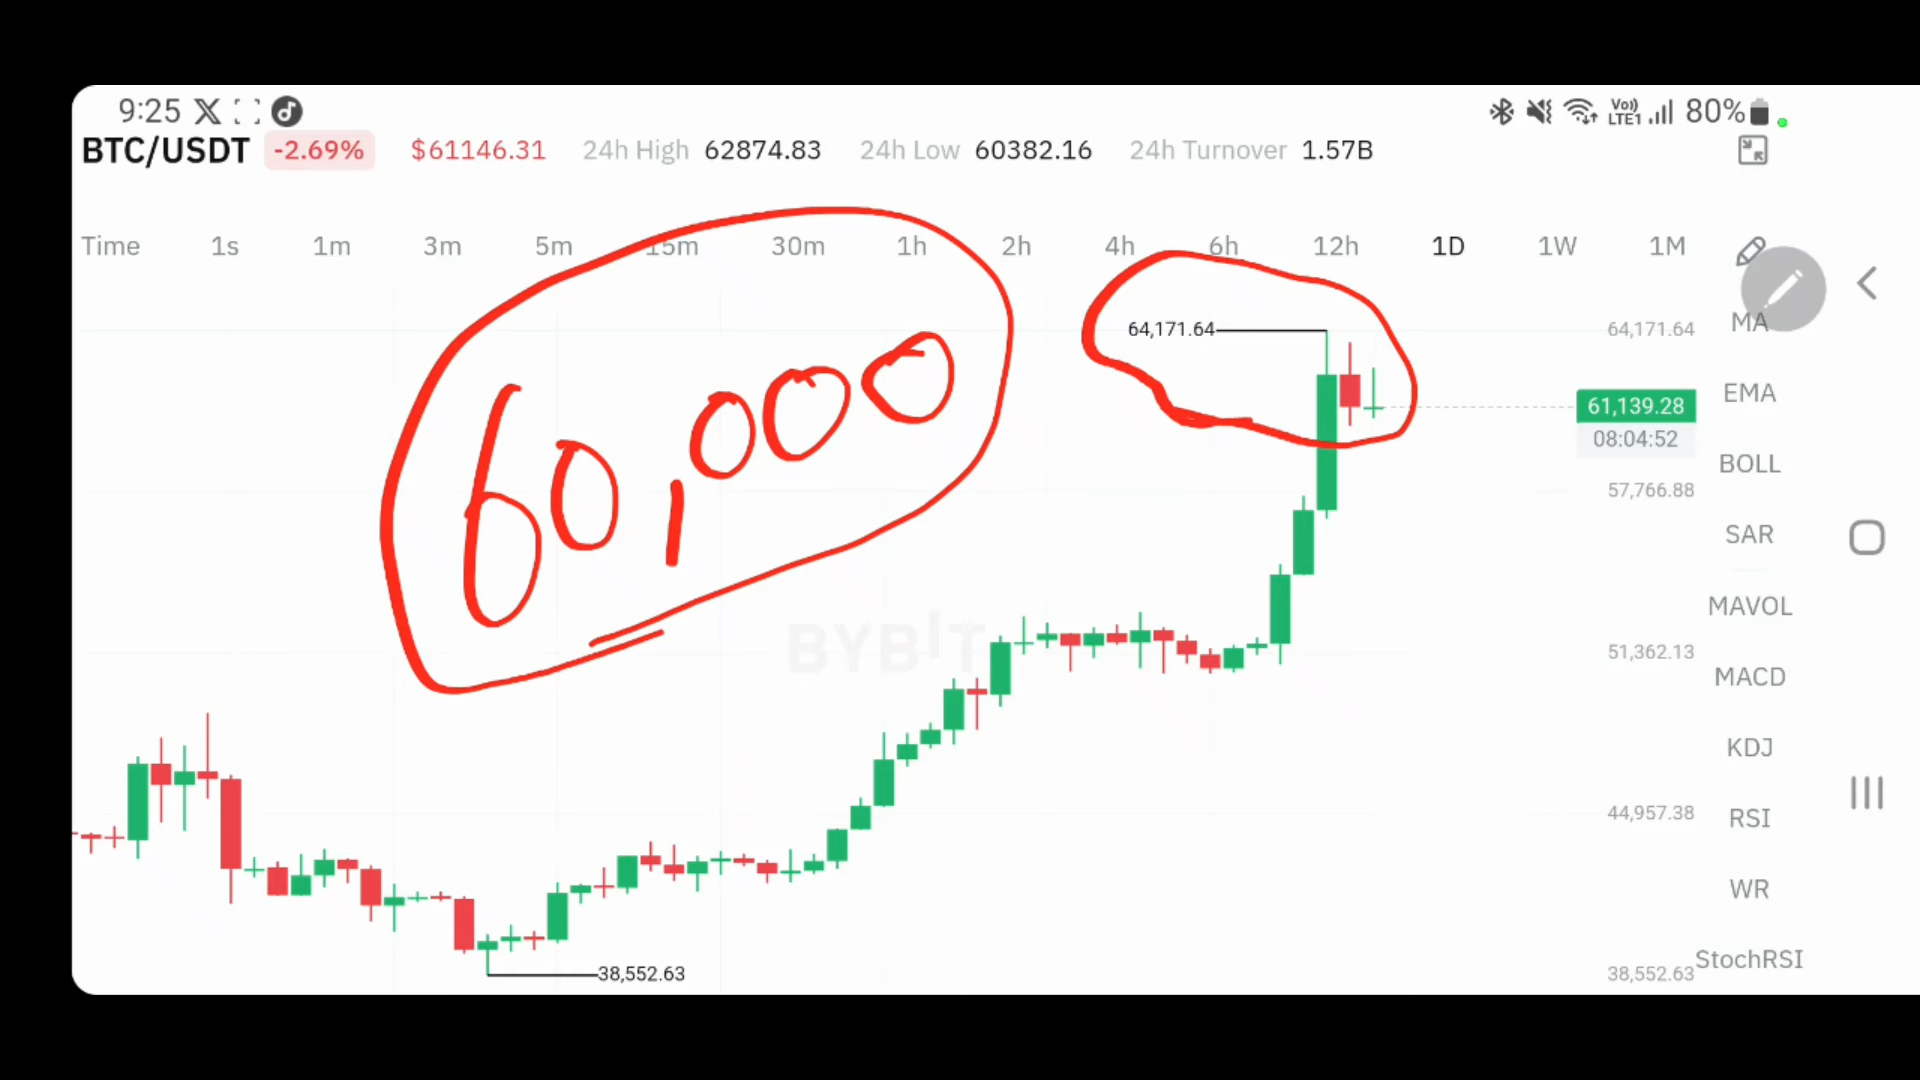 9:25
Vo)) LTE1 80%
BTC/USDT -2.69% $61146.31 24h High 62874.83 24h Low 60382.16 24h Turnover 1.57B
Time 1s 1m 3m 5m 15m 30m 1h 2h 4h 6h 12h 1D 1W 1M
MA
64,171.64
64,171.64
60,000
EMA
61,139.28
08:04:52
BOLL
57,766.88
SAR
MAVOL
BYBIT
51,362.13
MACD
KDJ
44,957.38
RSI
WR
StochRSI
38,552.63
38,552.63